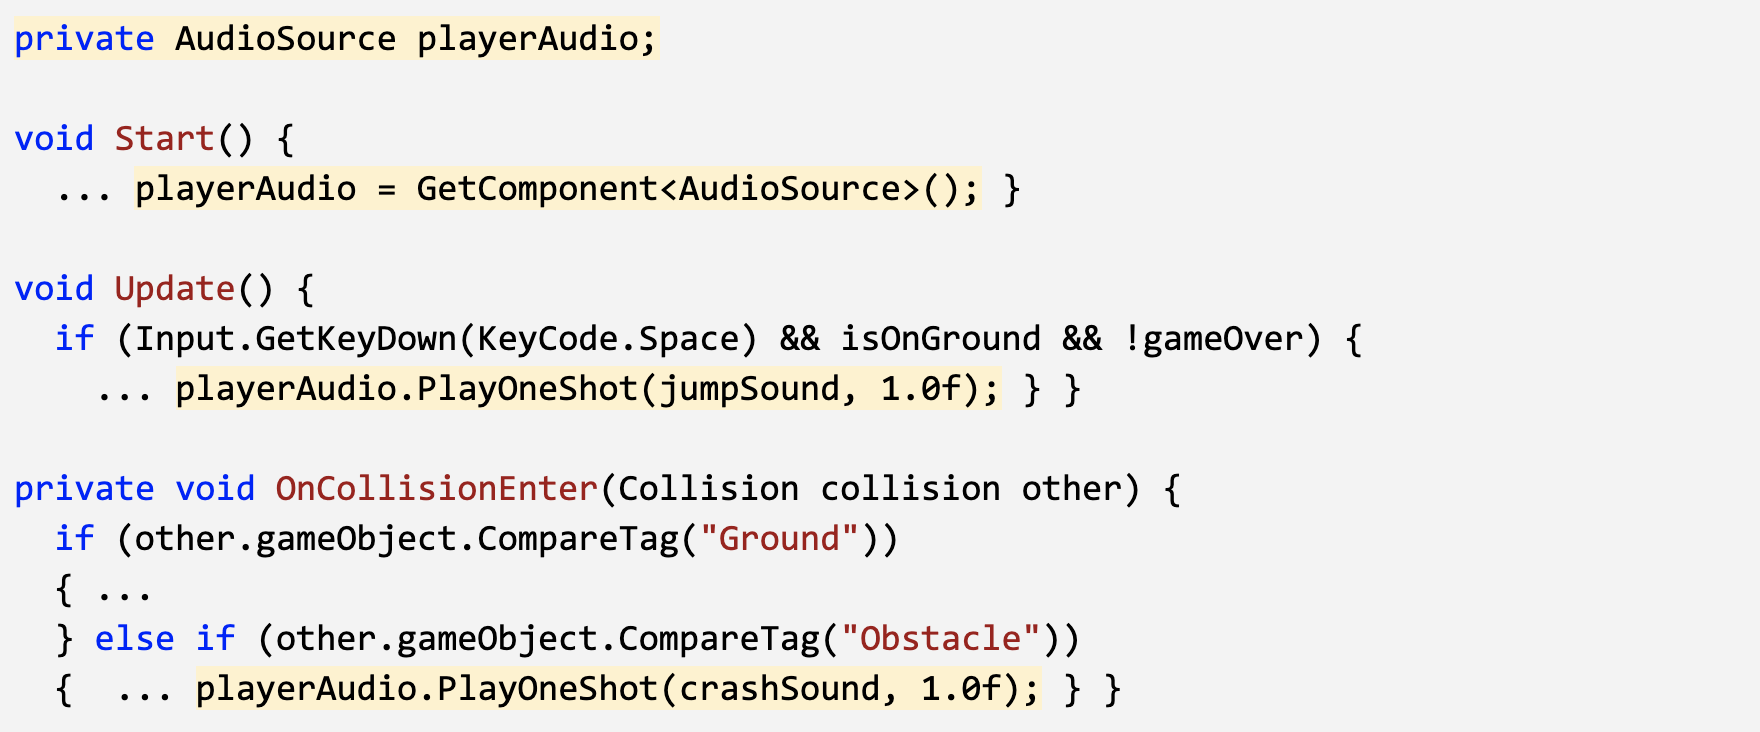 private AudioSource playerAudio;
void Start() {
... playerAudio = GetComponent<AudioSource>(); }
void Update() {
if (Input.GetKeyDown(KeyCode.Space) && isOnGround && !gameOver) {
... playerAudio.PlayOneShot(jumpSound, 1.0f); } }
private void OnCollisionEnter(Collision collision other) {
if (other.gameObject.CompareTag("Ground"))
{ ...
} else if (other.gameObject.CompareTag("Obstacle"))
{ ... playerAudio.PlayOneShot(crashSound, 1.0f); } }